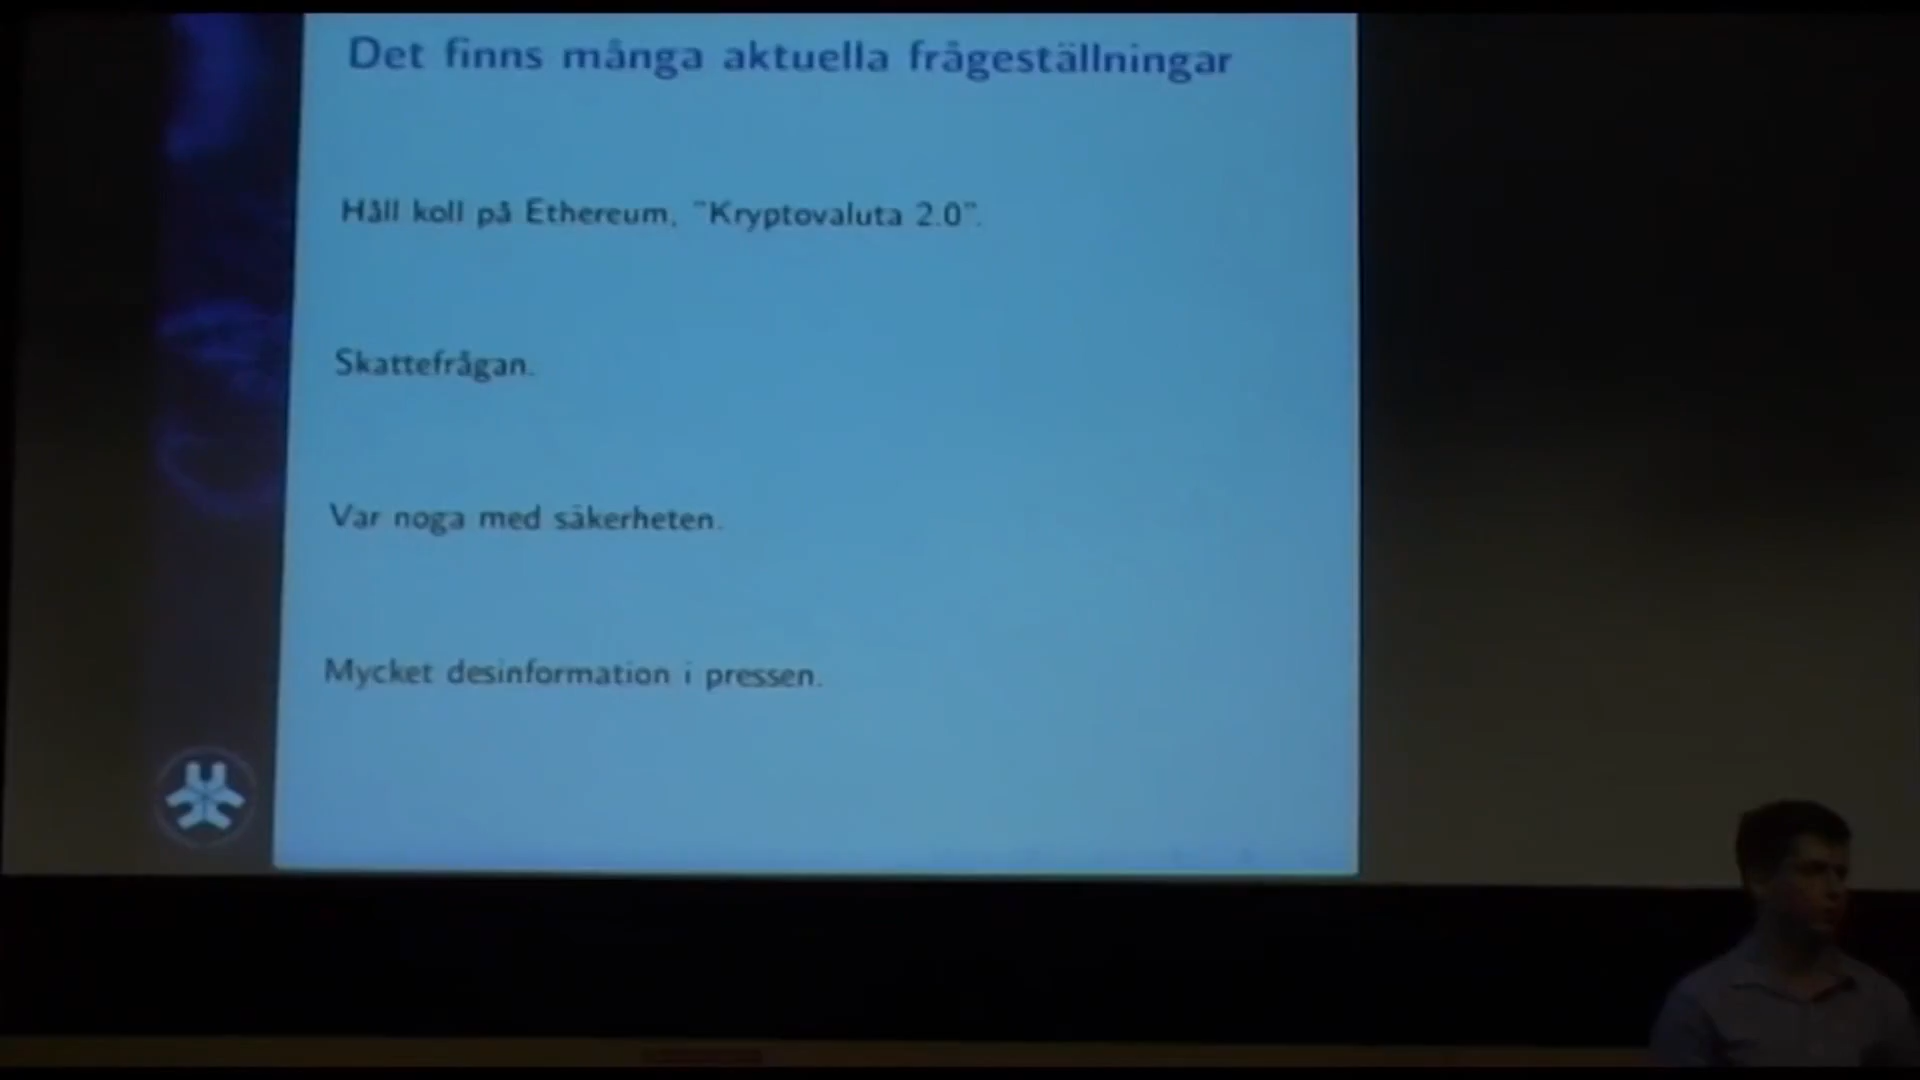 Det finns många aktuella frågeställningar
Håll koll på Ethereum, "Kryptovaluta 2.0".
Skattefrågan.
Var noga med säkerheten.
Mycket desinformation i pressen.